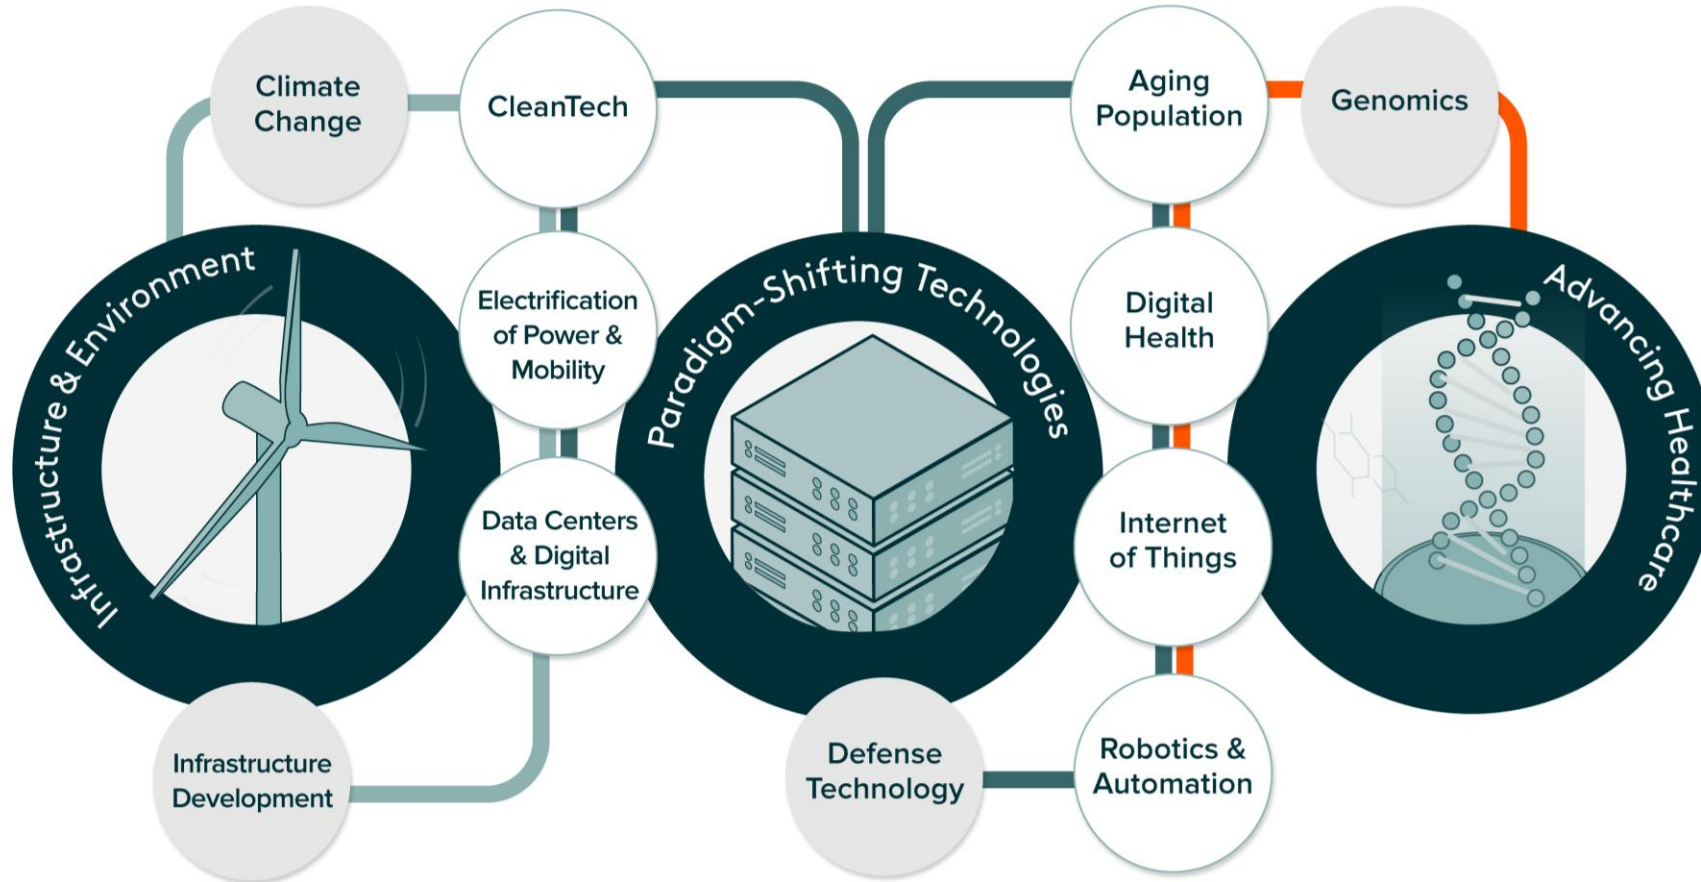 Climate
Change
CleanTech
Aging
Population
Genomics
Infrastructure & Environment
Electrification
of Power &
Mobility
Paradigm-Shifting Technologies
Digital
Health
Advancing Healthcare
Data Centers
& Digital
Infrastructure
Internet
of Things
Infrastructure
Development
Defense
Technology
Robotics &
Automation